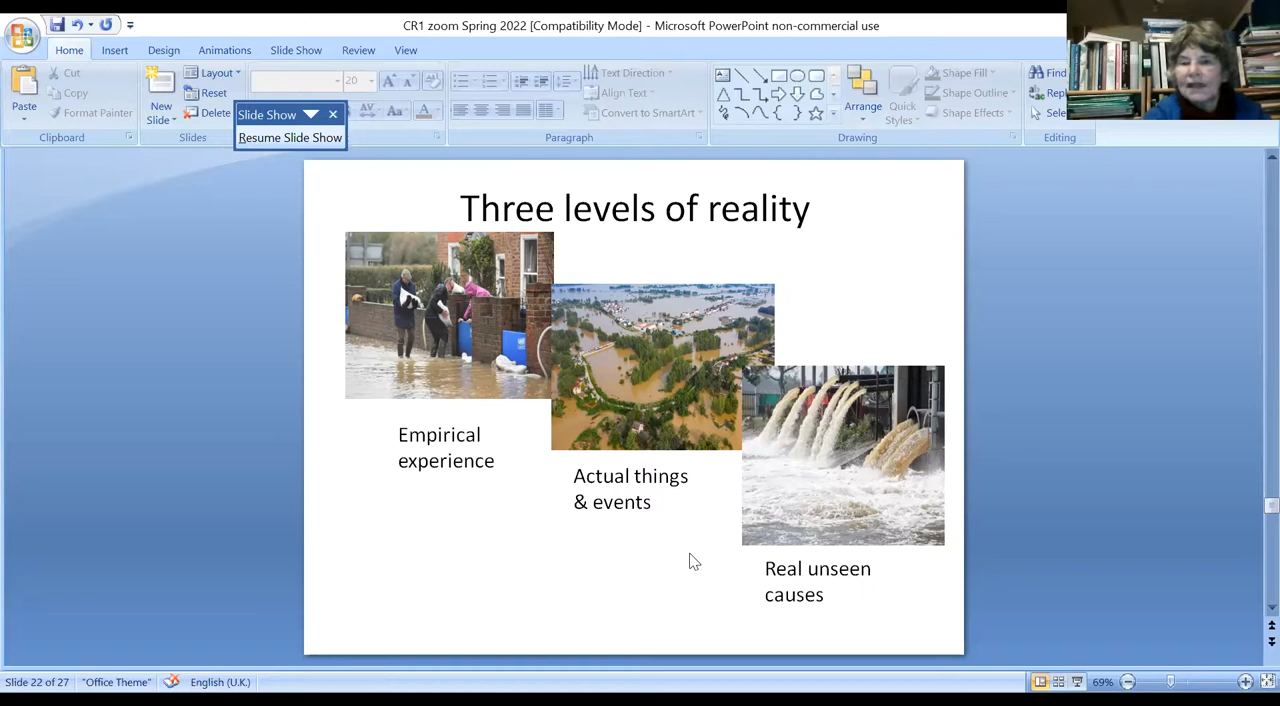 CR1 zoom Spring 2022 [Compatibility Mode] - Microsoft PowerPoint non-commercial use
Home Insert Design Animations Slide Show Review View
Paste
Cut
Copy
Format Painter
Clipboard
New
Slide
Layout
Reset
Delete
Slides
Slide Show
Resume Slide Show
20
Aa
Text Direction
Align Text
Convert to SmartArt
Paragraph
Arrange
Quick
Styles
Shape Fill
Shape Outline
Shape Effects
Drawing
Find
Editing
Three levels of reality
Empirical
experience
Actual things
& events
Real unseen
causes
Slide 22 of 27 "Office Theme" English (U.K.) 69%